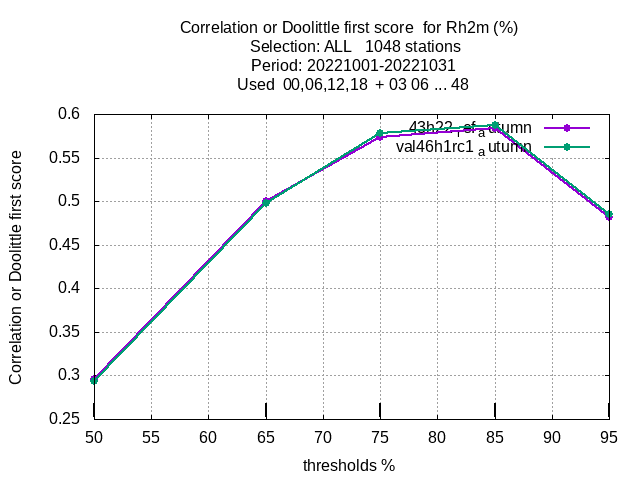 Correlation or Doolittle first score for Rh2m (%)
Selection: ALL 1048 stations
Period: 20221001-20221031
Used 00,06,12,18 + 03 06 ... 48
0.6
0.55
0.5
0.45
0.4
0.35
0.3
0.25
Correlation or Doolittle first score
val46h1rc1 a utumn
50 55 60 65 70 75 80 85 90 95
thresholds %